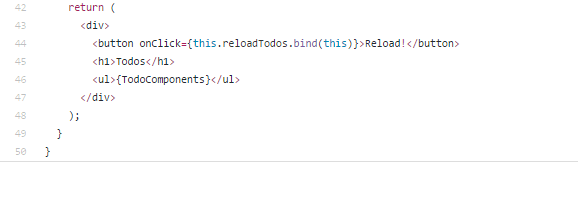 42 return (
43 <div>
44 <button onClick={this.reloadTodos.bind(this)}>Reload!</button>
45 <h1>Todos</h1>
46 <ul>{TodoComponents}</ul>
47 </div>
48 );
49 }
50 }